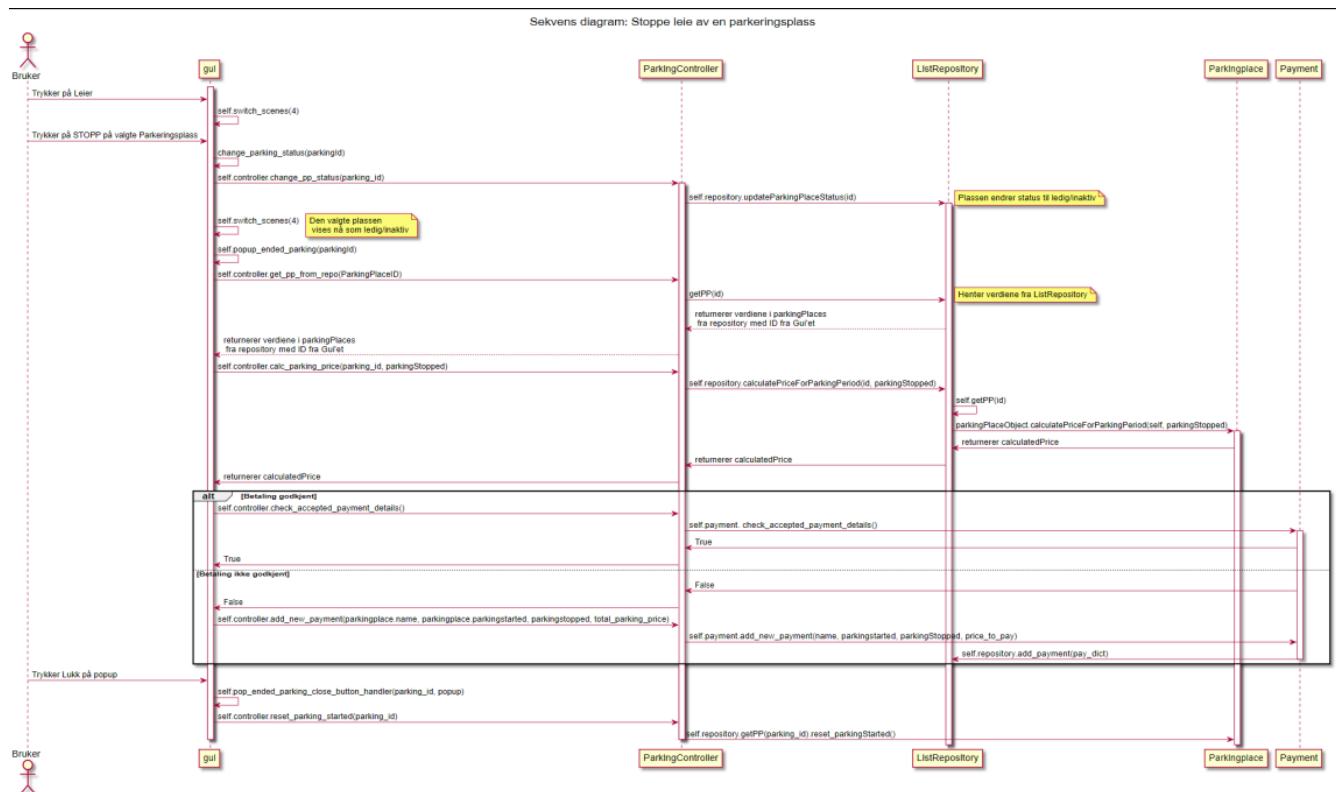 Sekvens diagram: Stoppe leie av en parkeringsplass
Bruker
gui
ParkingController
ListRepository
Parkingplace
Payment
Trykker på Leier
self.switch_scenes(4)
Trykker på STOPP på valgte Parkeringsplass
change_parking_status(parkingId)
self.controller.change_pp_status(parking_id)
self.repository.updateParkingPlaceStatus(id)
Plassen endrer status til ledig/inaktiv
self.switch_scenes(4)
Den valgte plassen
vises nå som ledig/inaktiv
self.popup_ended_parking(parkingId)
self.controller.get_pp_from_repo(ParkingPlaceID)
getPP(id)
Henter verdiene fra ListRepository
returnerer verdiene i parkingPlaces
fra repository med ID fra Gui'et
returnerer verdiene i parkingPlaces
fra repository med ID fra Gui'et
self.controller.calc_parking_price(parking_id, parkingStopped)
self.repository.calculatePriceForParkingPeriod(id, parkingStopped)
self.getPP(id)
parkingPlaceObject.calculatePriceForParkingPeriod(self, parkingStopped)
returnerer calculatedPrice
returnerer calculatedPrice
returnerer calculatedPrice
alt
[Betaling godkjent]
self.controller.check_accepted_payment_details()
self.payment. check_accepted_payment_details()
True
True
[Betaling ikke godkjent]
False
False
self.controller.add_new_payment(parkingplace.name, parkingplace.parkingstarted, parkingstopped, total_parking_price)
self.payment.add_new_payment(name, parkingstarted, parkingStopped, price_to_pay)
self.repository.add_payment(pay_dict)
Trykker Lukk på popup
self.pop_ended_parking_close_button_handler(parking_id, popup)
self.controller.reset_parking_started(parking_id)
self.repository.getPP(parking_id).reset_parkingStarted()
Bruker
gui
ParkingController
ListRepository
Parkingplace
Payment